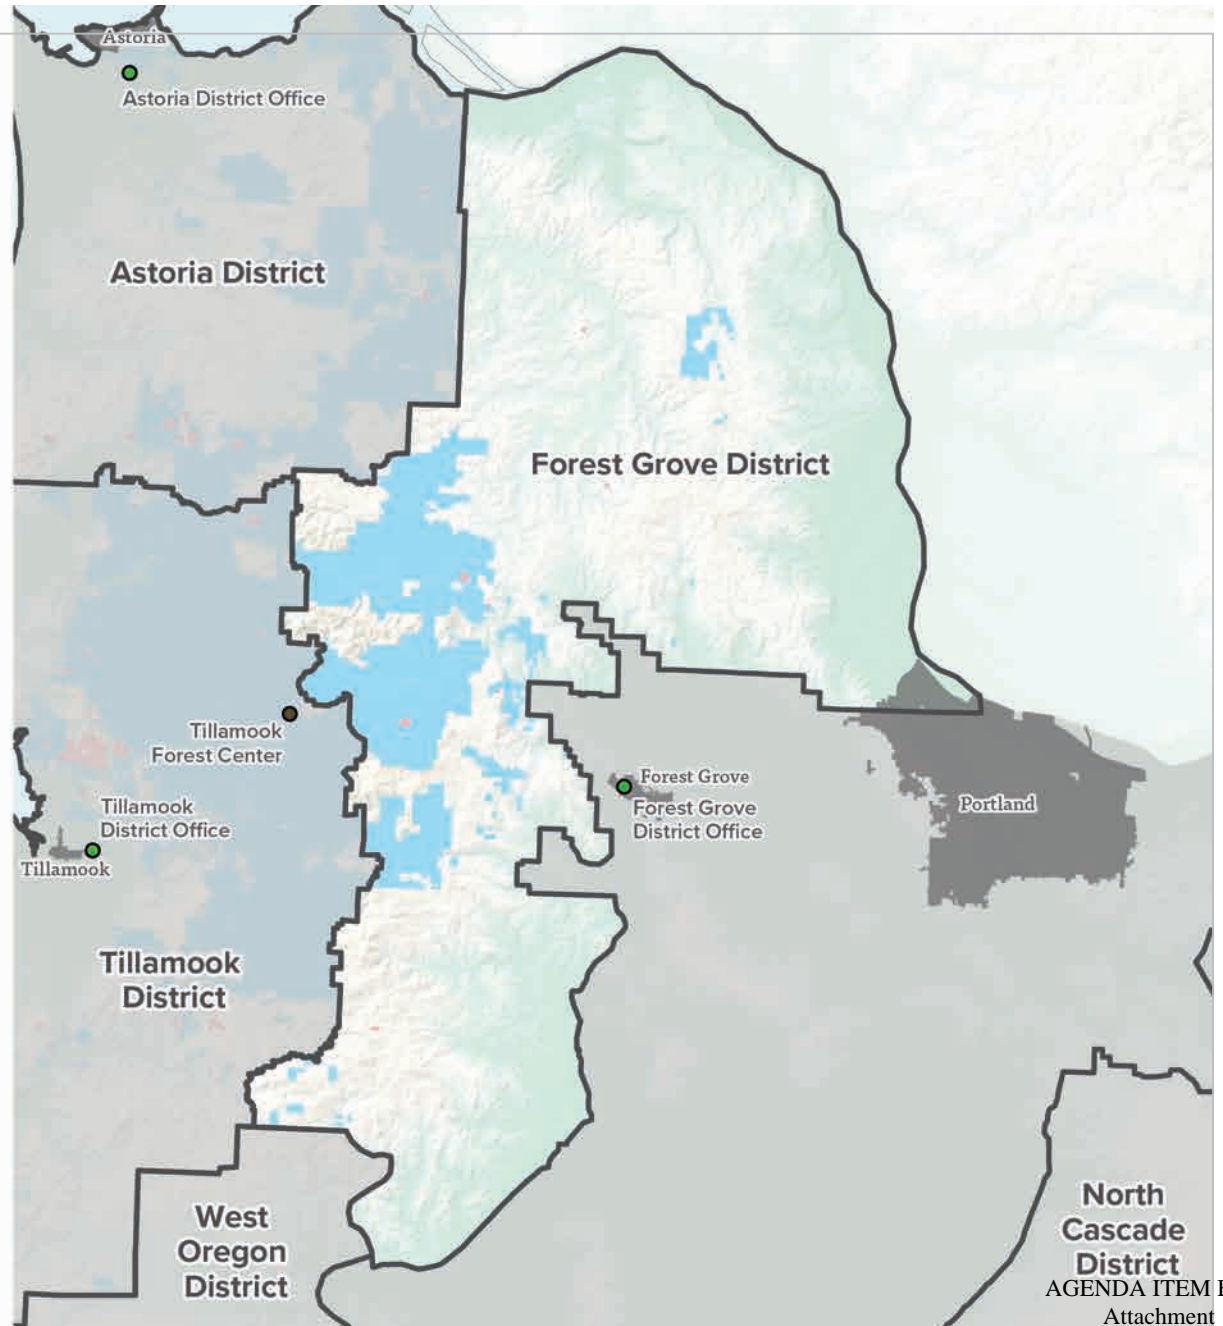 Astoria
Astoria District Office
Astoria District
Forest Grove District
Tillamook
Forest Center
Forest Grove
Forest Grove
District Office
Portland
Tillamook
District Office
Tillamook
Tillamook
District
West
Oregon
District
North
Cascade
District
AGENDA ITEM
Attachment